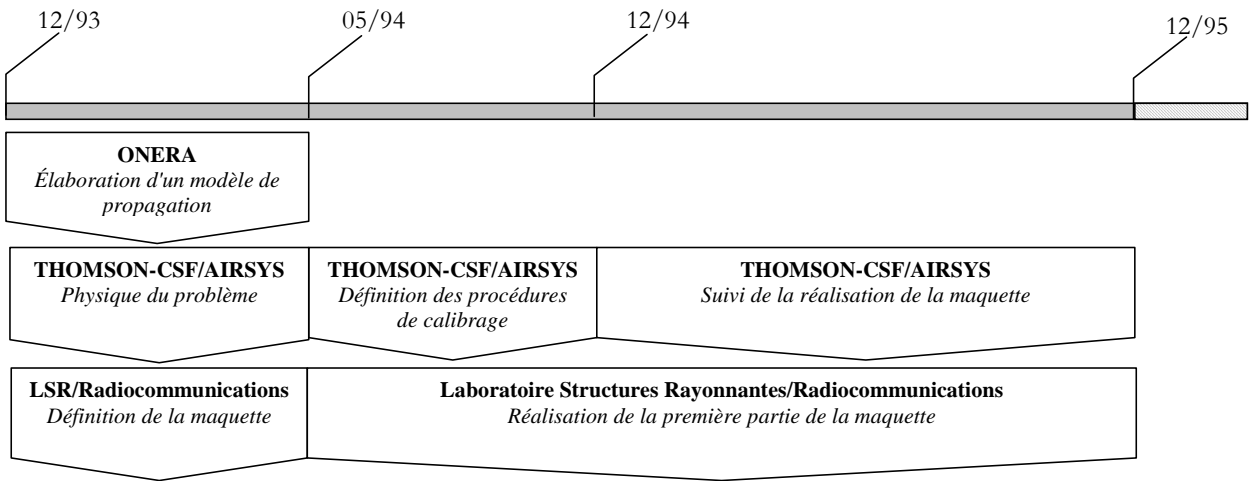 12/93
05/94
12/94
12/95
ONERA
Élaboration d'un modèle de
propagation
THOMSON-CSF/AIRSYS
Physique du problème
THOMSON-CSF/AIRSYS
Définition des procédures
de calibrage
THOMSON-CSF/AIRSYS
Suivi de la réalisation de la maquette
LSR/Radiocommunications
Définition de la maquette
Laboratoire Structures Rayonnantes/Radiocommunications
Réalisation de la première partie de la maquette